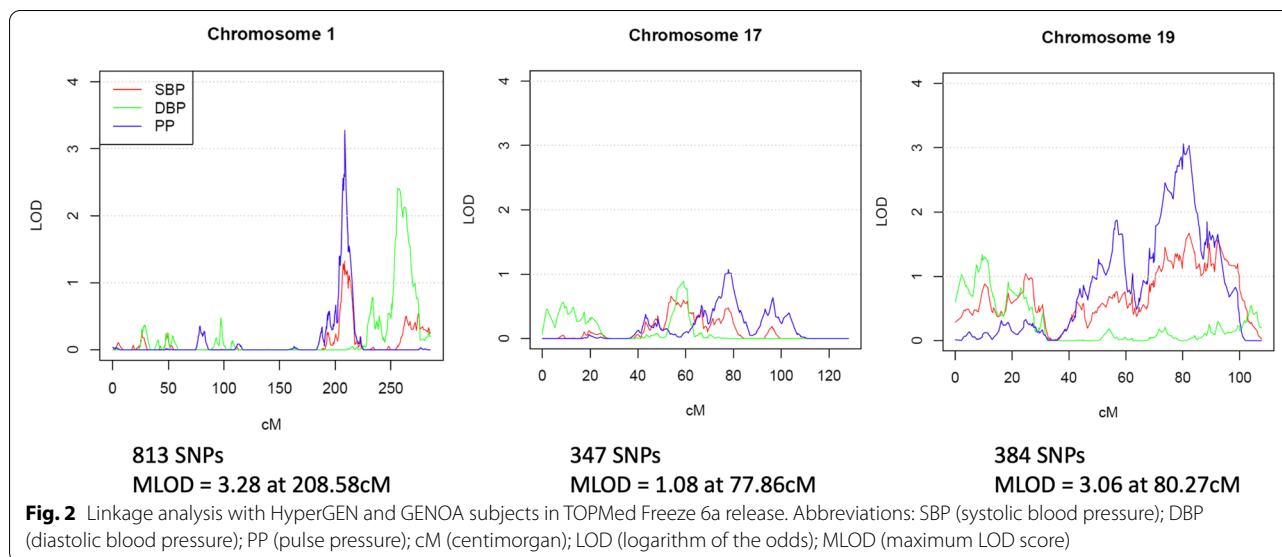 Chromosome 1
Chromosome 17
Chromosome 19
SBP
DBP
PP
LOD
4
3
2
1
0
0
50
100
150
200
250
cM
LOD
4
3
2
1
0
0
20
40
60
80
100
120
cM
LOD
4
3
2
1
0
0
20
40
60
80
100
cM
813 SNPs
MLOD = 3.28 at 208.58cM
347 SNPs
MLOD = 1.08 at 77.86cM
384 SNPs
MLOD = 3.06 at 80.27cM
Fig. 2 Linkage analysis with HyperGEN and GENOA subjects in TOPMed Freeze 6a release. Abbreviations: SBP (systolic blood pressure); DBP
(diastolic blood pressure); PP (pulse pressure); cM (centimorgan); LOD (logarithm of the odds); MLOD (maximum LOD score)